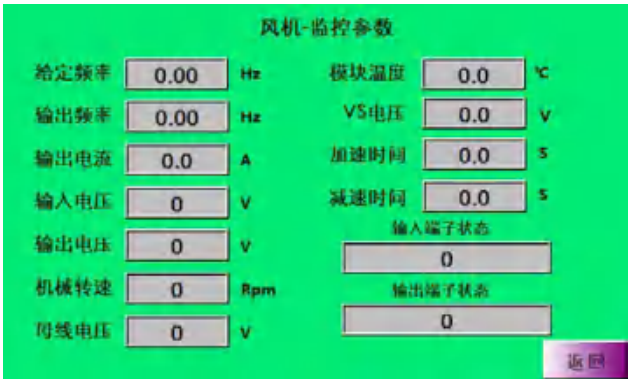 风机-监控参数
给定频率 0.00 Hz 模块温度 0.0 ℃
输出频率 0.00 Hz VS电压 0.0 V
输出电流 0.0 A 加速时间 0.0 S
输入电压 0 V 减速时间 0.0 S
输入端子状态
输出电压 0 V 0
机械转速 0 Rpm 输出端子状态
母线电压 0 V 0
返回